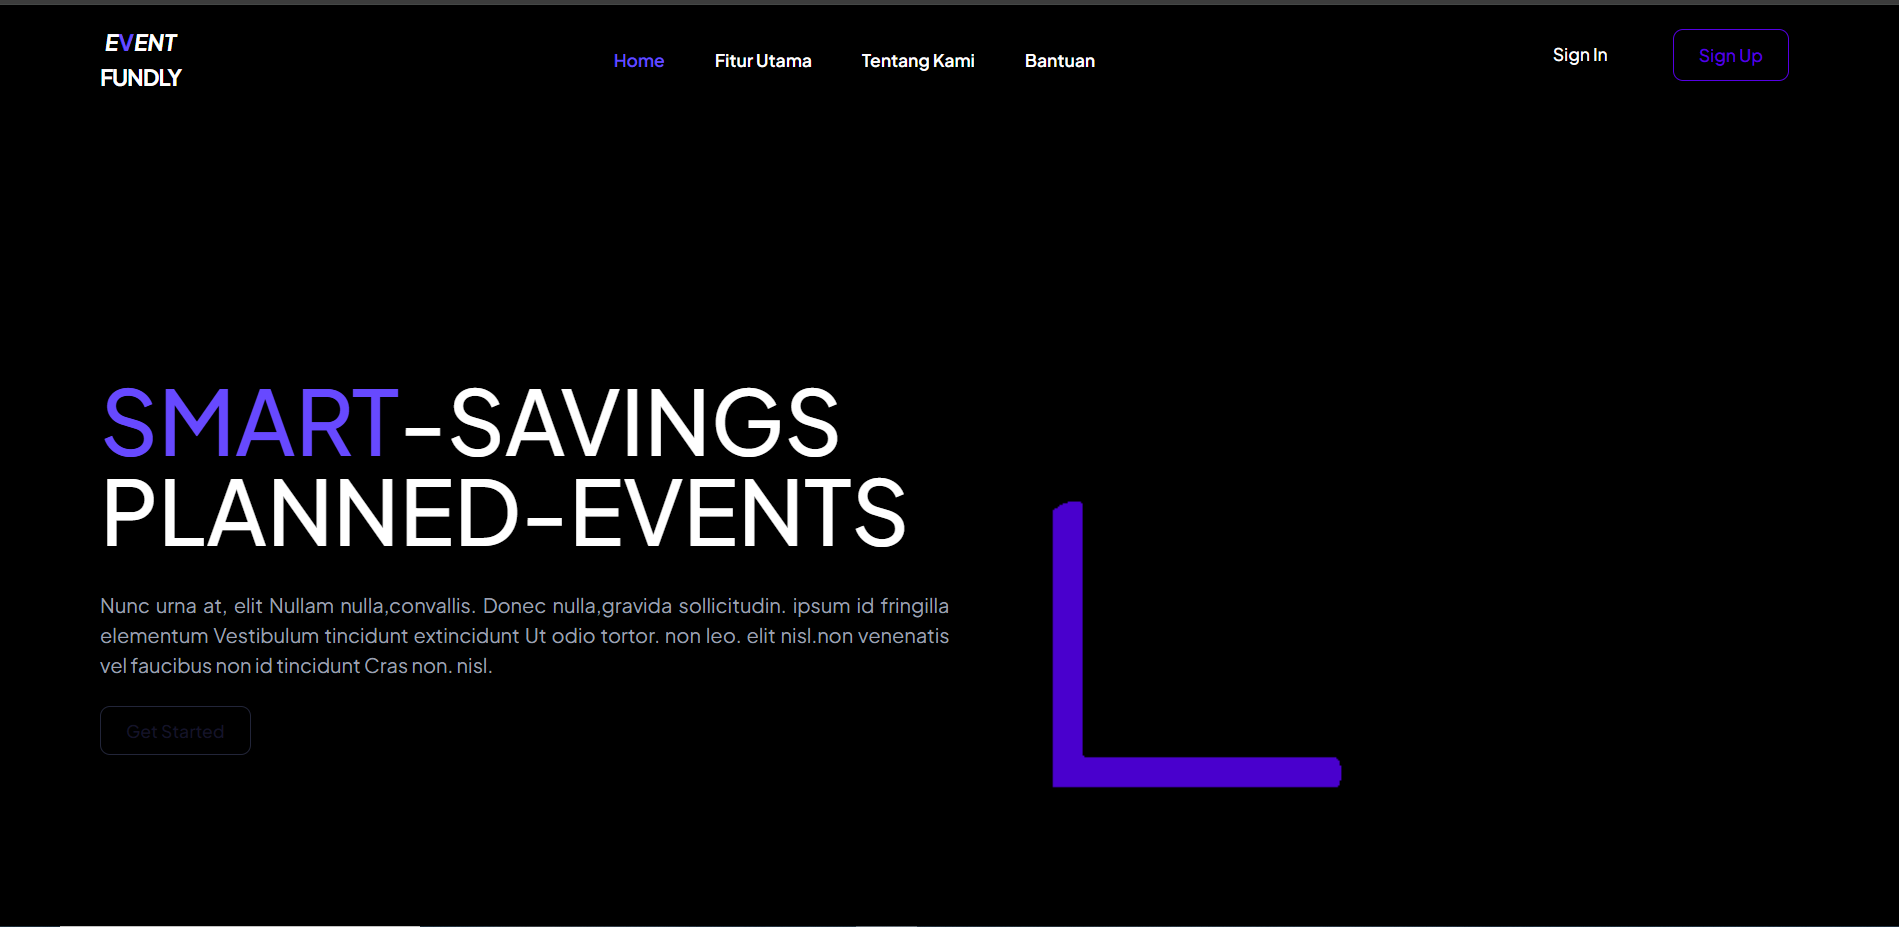 EVENT
FUNDLY
Home Fitur Utama Tentang Kami Bantuan
Sign In Sign Up
SMART-SAVINGS
PLANNED-EVENTS
Nunc urna at, elit Nullam nulla,convallis. Donec nulla,gravida sollicitudin. ipsum id fringilla
elementum Vestibulum tincidunt extincidunt Ut odio tortor. non leo. elit nisl.non venenatis
vel faucibus non id tincidunt Cras non. nisl.
Get Started